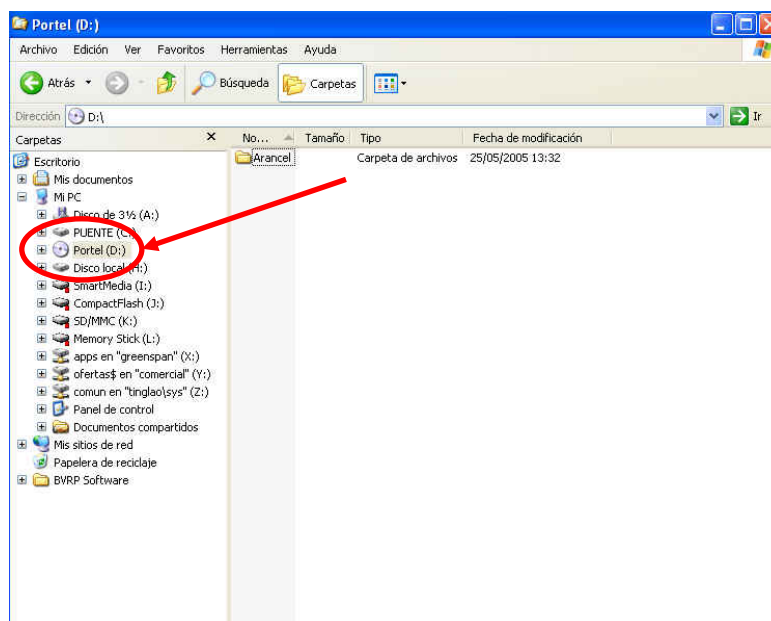 Portel (D:)
Archivo Edición Ver Favoritos Herramientas Ayuda
Atrás Búsqueda Carpetas
Dirección D:\ Ir
Carpetas No... Tamaño Tipo Fecha de modificación
Escritorio
Arancel Carpeta de archivos 25/05/2005 13:32
Mis documentos
Mi PC
Disco de 3½ (A:)
PUENTE (C:)
Portel (D:)
Disco local (H:)
SmartMedia (I:)
CompactFlash (J:)
SD/MMC (K:)
Memory Stick (L:)
apps en "greenspan" (X:)
ofertas$ en "comercial" (Y:)
comun en "tinglao\sys" (Z:)
Panel de control
Documentos compartidos
Mis sitios de red
Papelera de reciclaje
BVRP Software